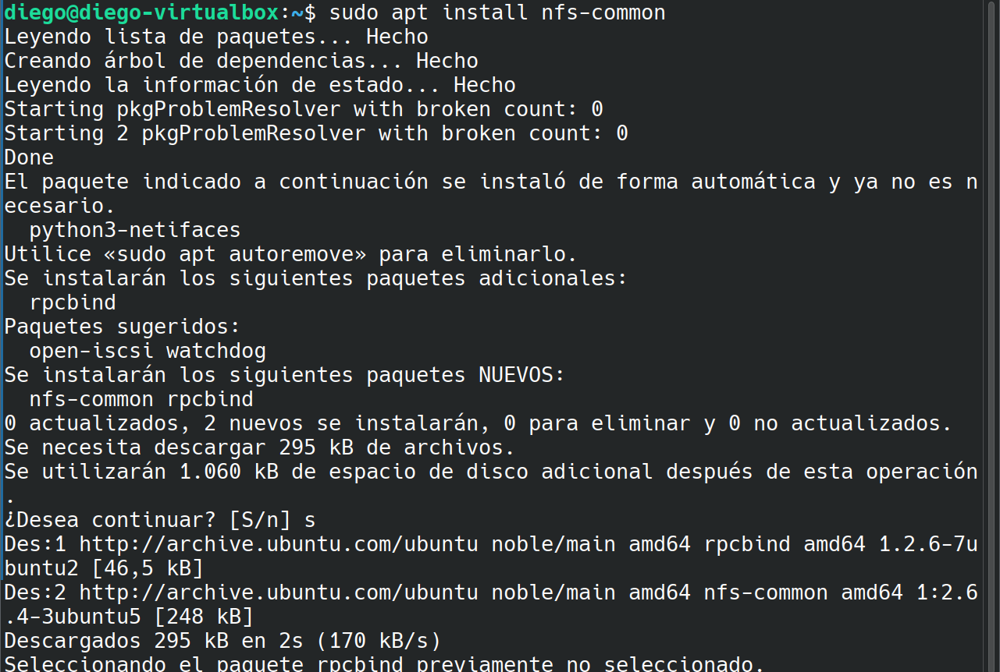 diego@diego-virtualbox:~$ sudo apt install nfs-common
Leyendo lista de paquetes... Hecho
Creando árbol de dependencias... Hecho
Leyendo la información de estado... Hecho
Starting pkgProblemResolver with broken count: 0
Starting 2 pkgProblemResolver with broken count: 0
Done
El paquete indicado a continuación se instaló de forma automática y ya no es n
ecesario.
  python3-netifaces
Utilice «sudo apt autoremove» para eliminarlo.
Se instalarán los siguientes paquetes adicionales:
  rpcbind
Paquetes sugeridos:
  open-iscsi watchdog
Se instalarán los siguientes paquetes NUEVOS:
  nfs-common rpcbind
0 actualizados, 2 nuevos se instalarán, 0 para eliminar y 0 no actualizados.
Se necesita descargar 295 kB de archivos.
Se utilizarán 1.060 kB de espacio de disco adicional después de esta operación
.
¿Desea continuar? [S/n] s
Des:1 http://archive.ubuntu.com/ubuntu noble/main amd64 rpcbind amd64 1.2.6-7u
buntu2 [46,5 kB]
Des:2 http://archive.ubuntu.com/ubuntu noble/main amd64 nfs-common amd64 1:2.6
.4-3ubuntu5 [248 kB]
Descargados 295 kB en 2s (170 kB/s)
Seleccionando el paquete rpcbind previamente no seleccionado.